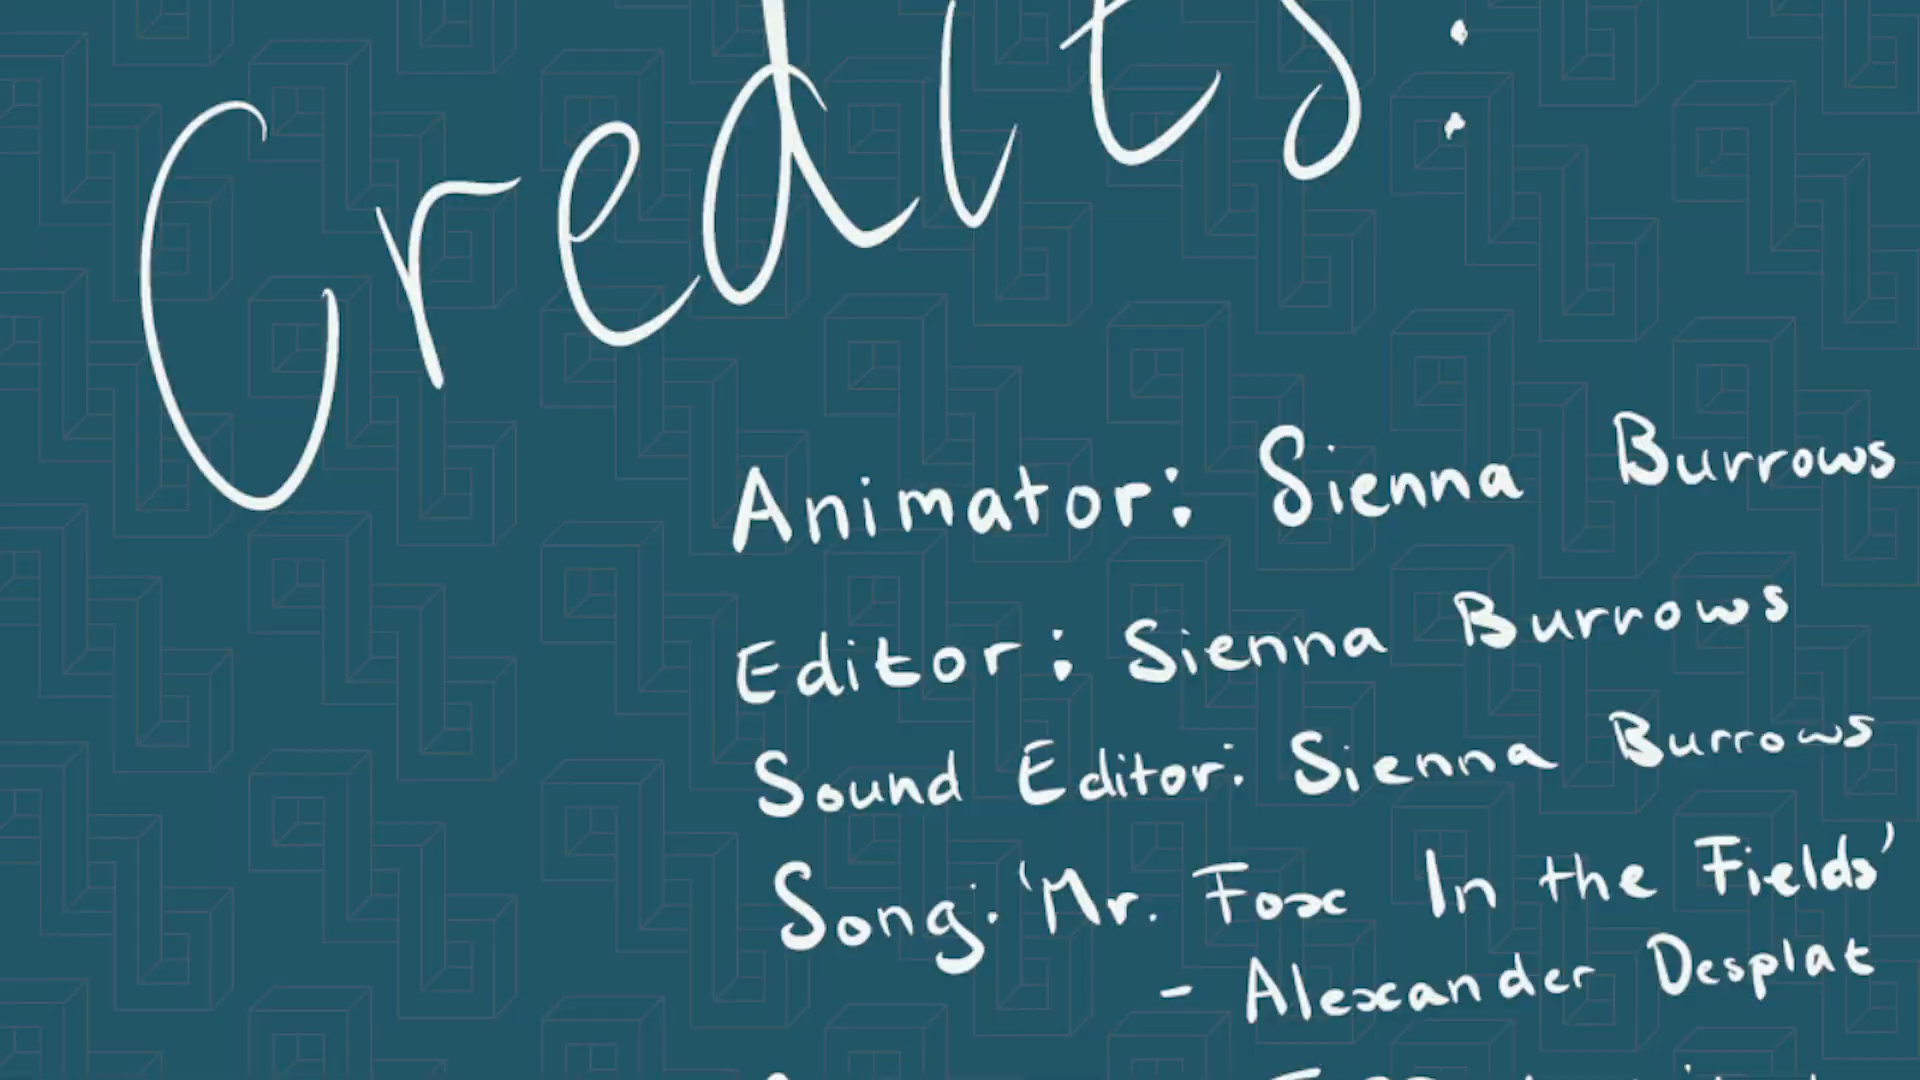 Credits:
Animator: Sienna Burrows
Editor: Sienna Burrows
Sound Editor: Sienna Burrows
Song: 'Mr. Fox In the Fields'
- Alexander Desplat